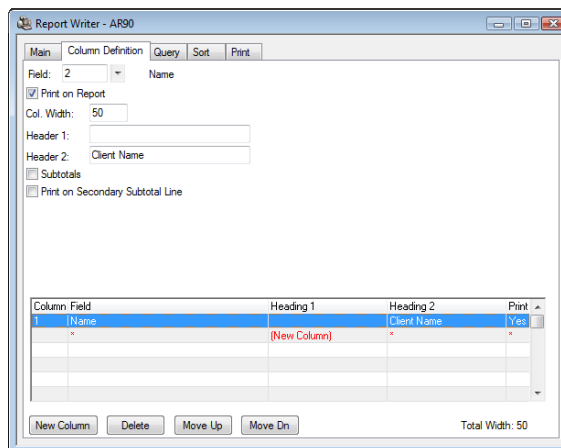 Report Writer - AR90
Main Column Definition Query Sort Print
Field: 2 Name
Print on Report
Col. Width: 50
Header 1:
Header 2: Client Name
Subtotals
Print on Secondary Subtotal Line
Column Field Heading 1 Heading 2 Print
1 Name Client Name Yes
* (New Column) * *
New Column Delete Move Up Move Dn Total Width: 50